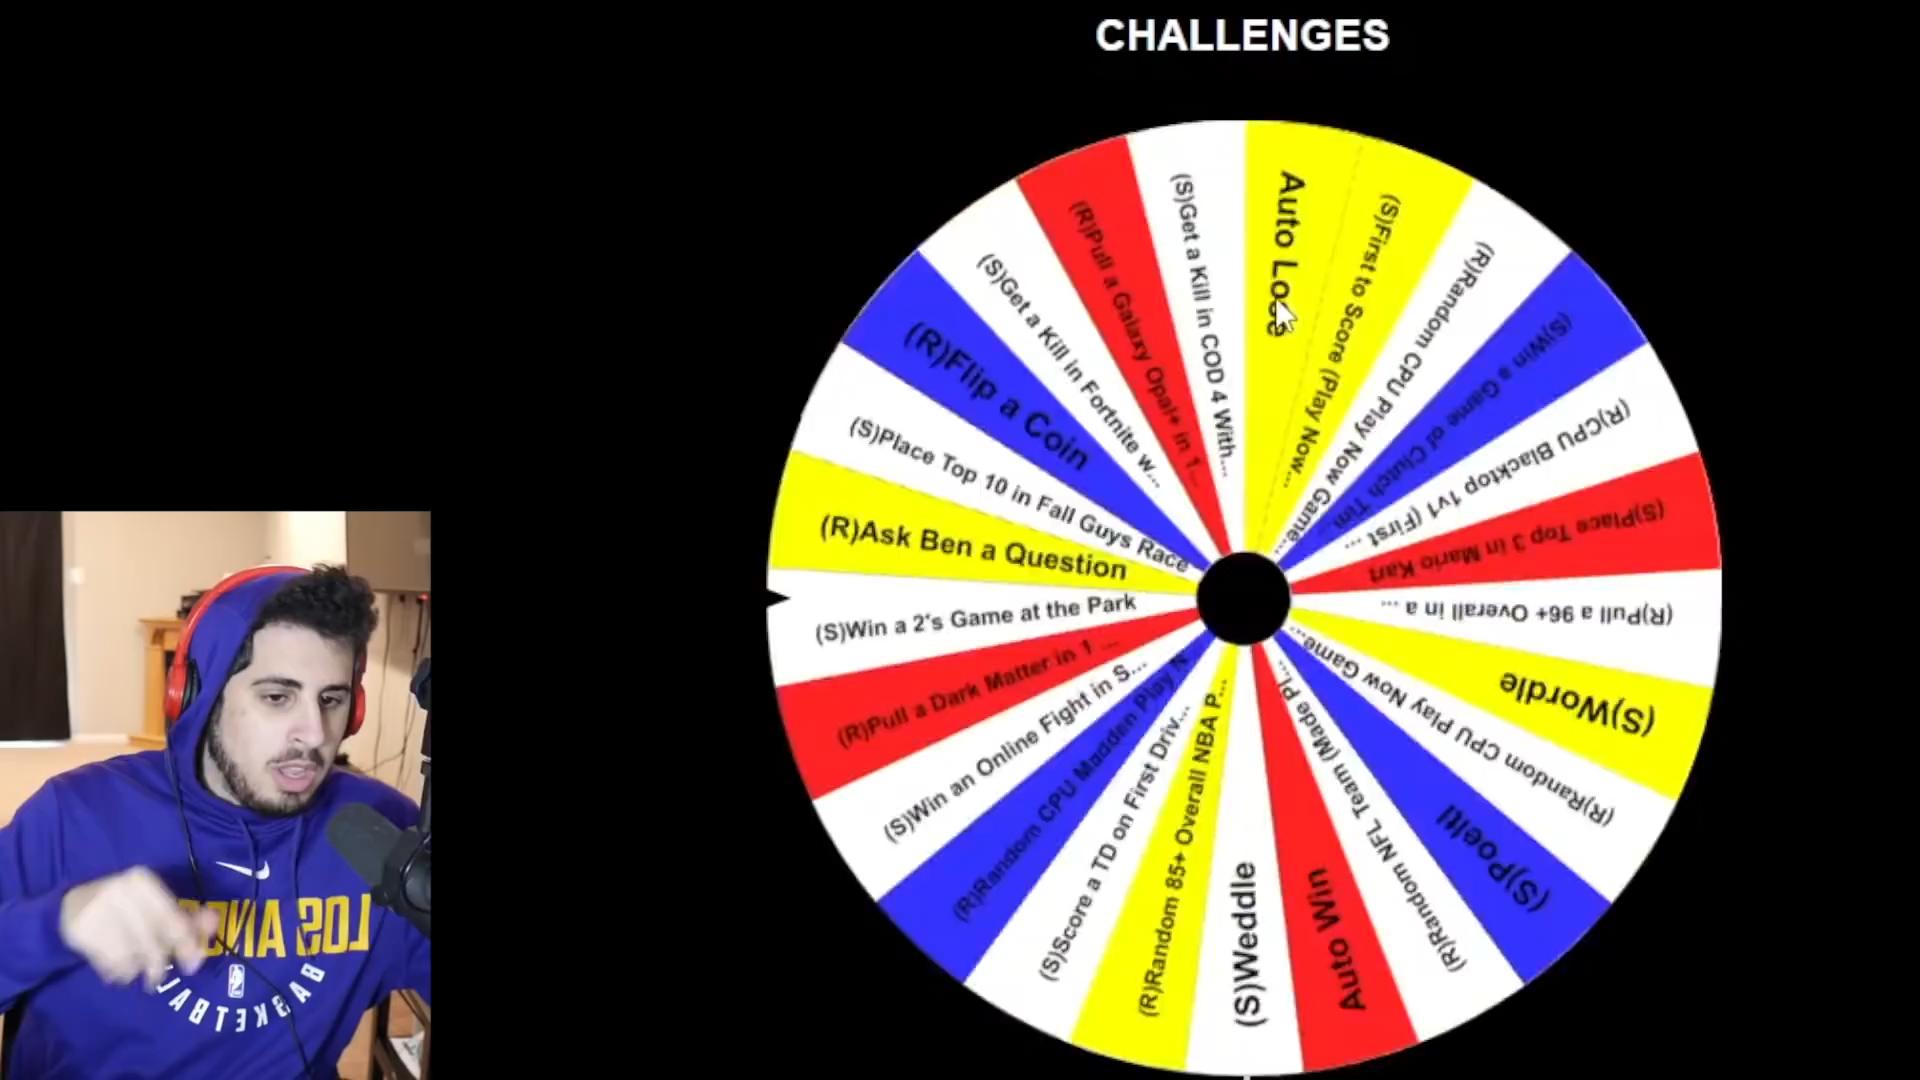 CHALLENGES
Auto Lose
(S)First to Score (Play Now...
(R)Random CPU Play Now Game...
(S)Win a Game of Clutch Tim...
(R)CPU Blacktop 1v1 (First ...
(S)Place Top 3 in Mario Kart
(R)Pull a 96+ Overall in a ...
(S)Wordle
(R)Random CPU Play Now Game...
(S)Poeltl
(R)Random NFL Team (Made Pl...
Auto Win
(S)Weddle
(R)Random 85+ Overall NBA P...
(S)Score a TD on First Driv...
(R)Random CPU Madden Play N...
(S)Win an Online Fight in S...
(R)Pull a Dark Matter in 1 ...
(S)Win a 2's Game at the Park
(R)Ask Ben a Question
(S)Place Top 10 in Fall Guys Race
(R)Flip a Coin
(S)Get a Kill in Fortnite w...
(R)Pull a Galaxy Opal+ in 1...
(S)Get a Kill in COD 4 With...
LOS
BASKETBALL